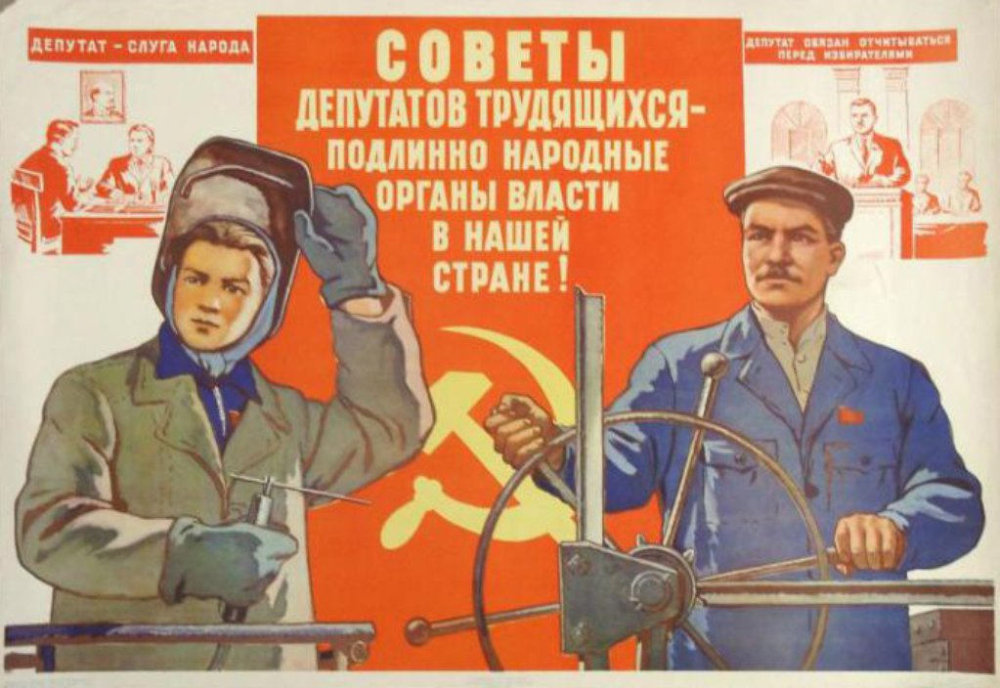 ДЕПУТАТ – СЛУГА НАРОДА
СОВЕТЫ
ДЕПУТАТОВ ТРУДЯЩИХСЯ–
ПОДЛИННО НАРОДНЫЕ
ОРГАНЫ ВЛАСТИ
В НАШЕЙ
СТРАНЕ!
ДЕПУТАТ ОБЯЗАН ОТЧИТЫВАТЬСЯ
ПЕРЕД ИЗБИРАТЕЛЯМИ